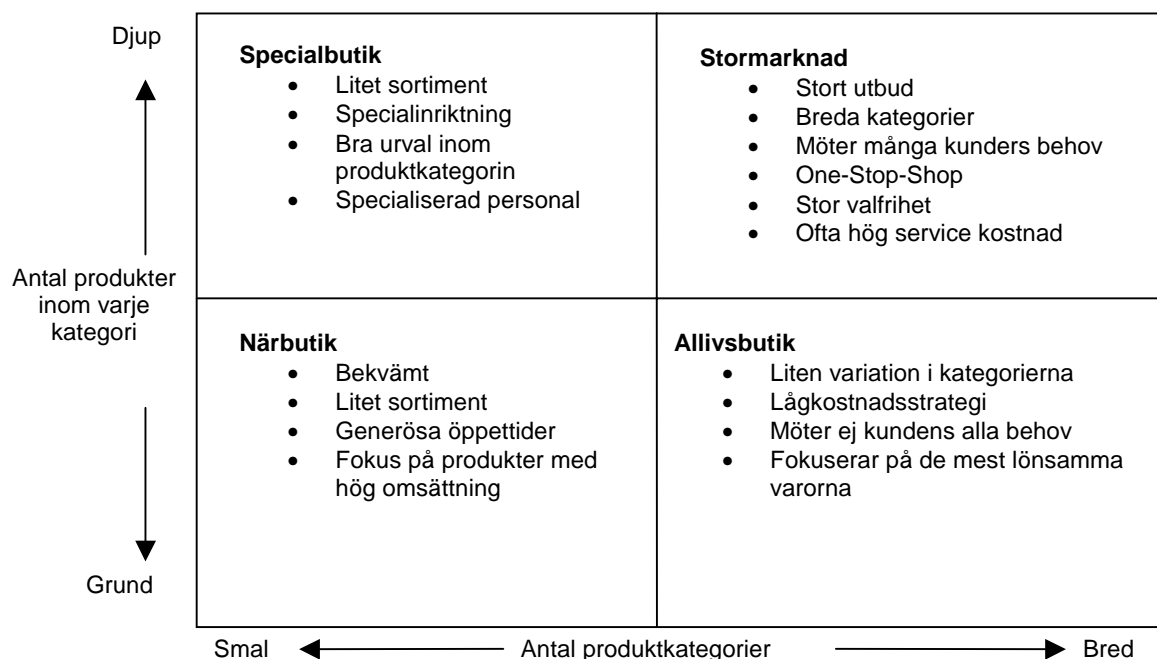 Djup
Specialbutik
• Litet sortiment
• Specialinriktning
• Bra urval inom
produktkategorin
• Specialiserad personal
Stormarknad
• Stort utbud
• Breda kategorier
• Möter många kunders behov
• One-Stop-Shop
• Stor valfrihet
• Ofta hög service kostnad
Antal produkter
inom varje
kategori
Närbutik
• Bekvämt
• Litet sortiment
• Generösa öppettider
• Fokus på produkter med
hög omsättning
Allivsbutik
• Liten variation i kategorierna
• Lågkostnadsstrategi
• Möter ej kundens alla behov
• Fokuserar på de mest lönsamma
varorna
Grund
Smal
Antal produktkategorier
Bred